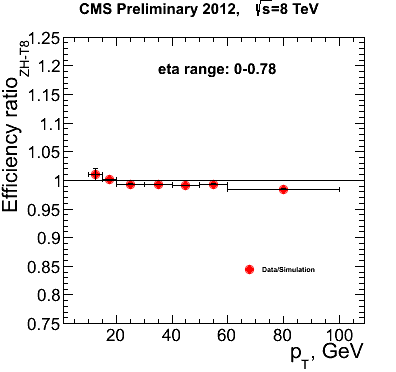 CMS Preliminary 2012, √s=8 TeV
eta range: 0-0.78
Efficiency ratio ZH-T8
1.25
1.2
1.15
1.1
1.05
1
0.95
0.9
0.85
0.8
0.75
Data/Simulation
20 40 60 80 100
pT, GeV